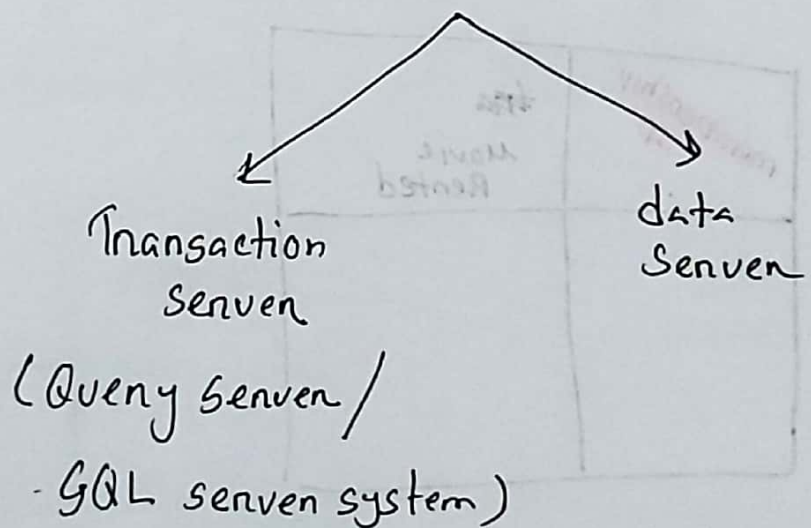 Transaction
server
(Query server /
SQL server system)
data
server